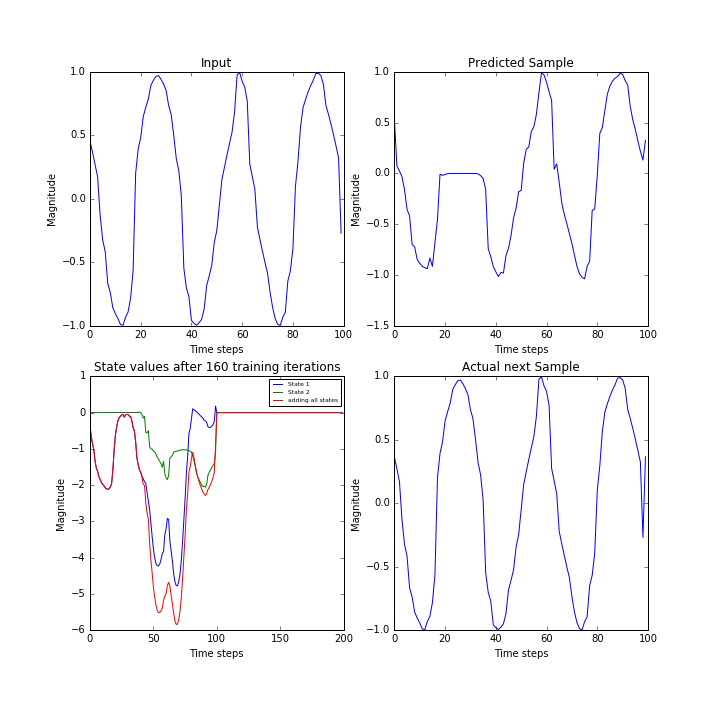 Input
1.0
0.5
0.0
−0.5
−1.0
Magnitude
0 20 40 60 80 100
Time steps
Predicted Sample
1.0
0.5
0.0
−0.5
−1.0
−1.5
Magnitude
0 20 40 60 80 100
Time steps
State values after 160 training iterations
1
0
−1
−2
−3
−4
−5
−6
Magnitude
State 1
State 2
adding all states
0 50 100 150 200
Time steps
Actual next Sample
1.0
0.5
0.0
−0.5
−1.0
Magnitude
0 20 40 60 80 100
Time steps